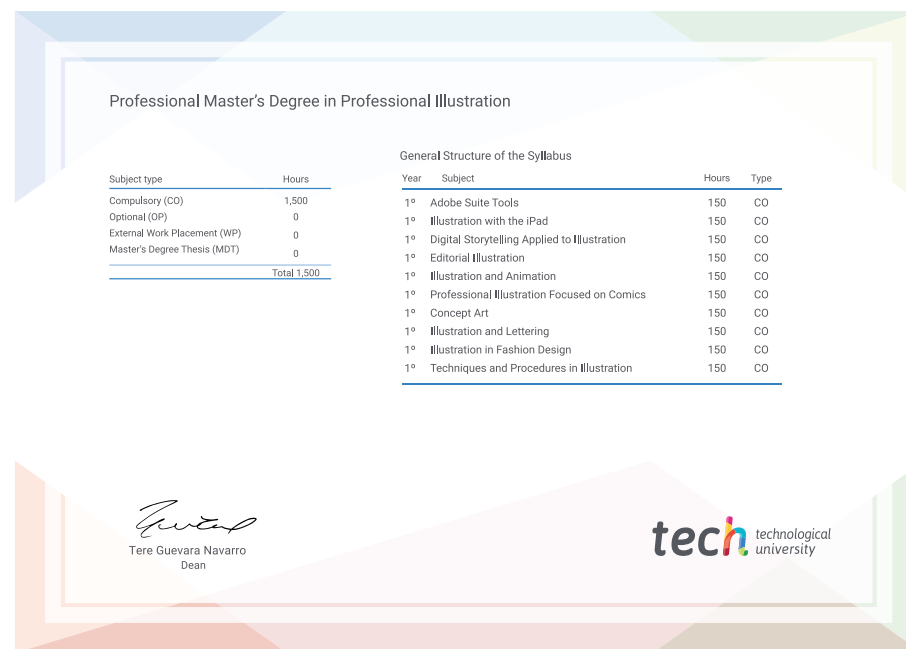 Professional Master's Degree in Professional Illustration
Subject type Hours
Compulsory (CO) 1,500
Optional (OP) 0
External Work Placement (WP) 0
Master's Degree Thesis (MDT) 0
Total 1,500
General Structure of the Syllabus
Year Subject Hours Type
1º Adobe Suite Tools 150 CO
1º Illustration with the iPad 150 CO
1º Digital Storytelling Applied to Illustration 150 CO
1º Editorial Illustration 150 CO
1º Illustration and Animation 150 CO
1º Professional Illustration Focused on Comics 150 CO
1º Concept Art 150 CO
1º Illustration and Lettering 150 CO
1º Illustration in Fashion Design 150 CO
1º Techniques and Procedures in Illustration 150 CO
Tere Guevara Navarro
Dean
tech technological
university